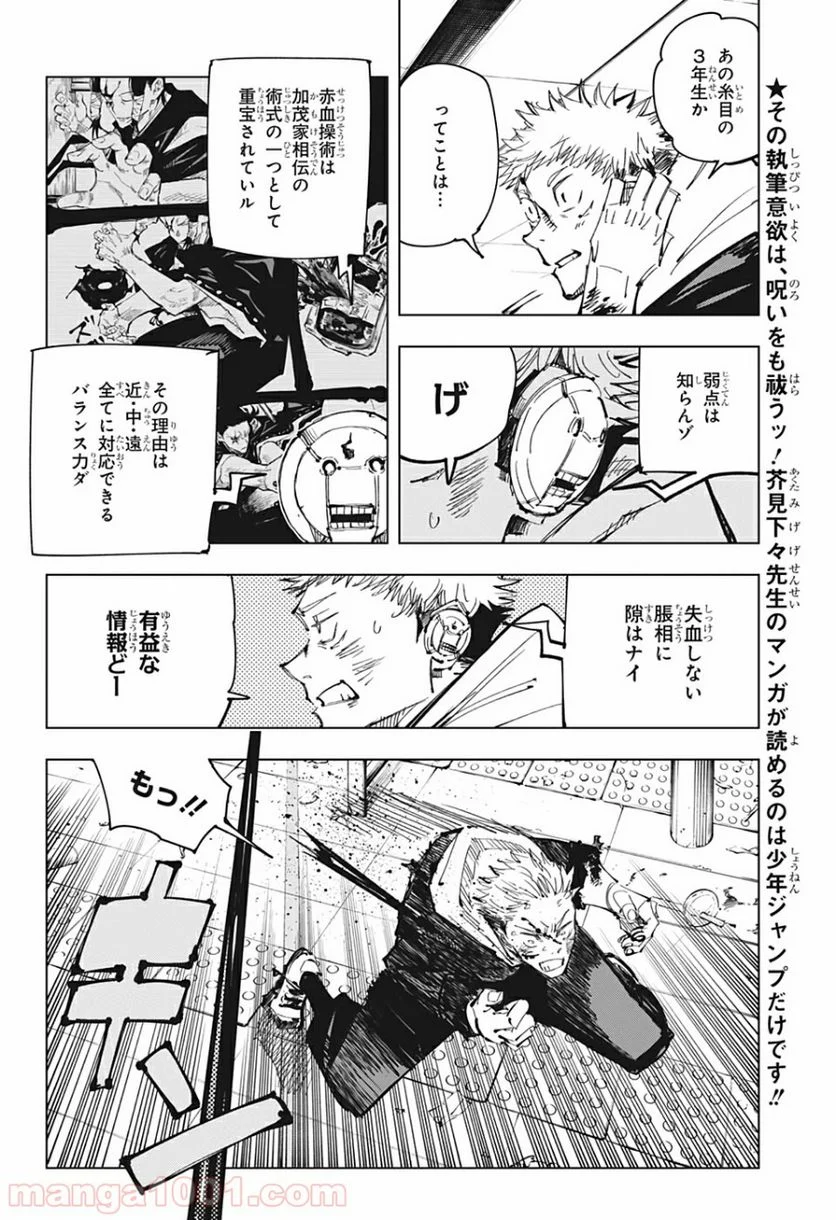 ★その執筆意欲は、呪いをも祓うッ！芥見下々先生のマンガが読めるのは少年ジャンプだけです!!
あの糸目の
3年生か
ってことは…
弱点は
知らんゾ
げ
赤血操術は
加茂家相伝の
術式の一つとして
重宝されていル
ズ
その理由は
近・中・遠
全てに対応できる
バランス力ダ
失血しない
脹相に
隙はナイ
有益な
情報どー
もっ!!
キン
manga1001.com